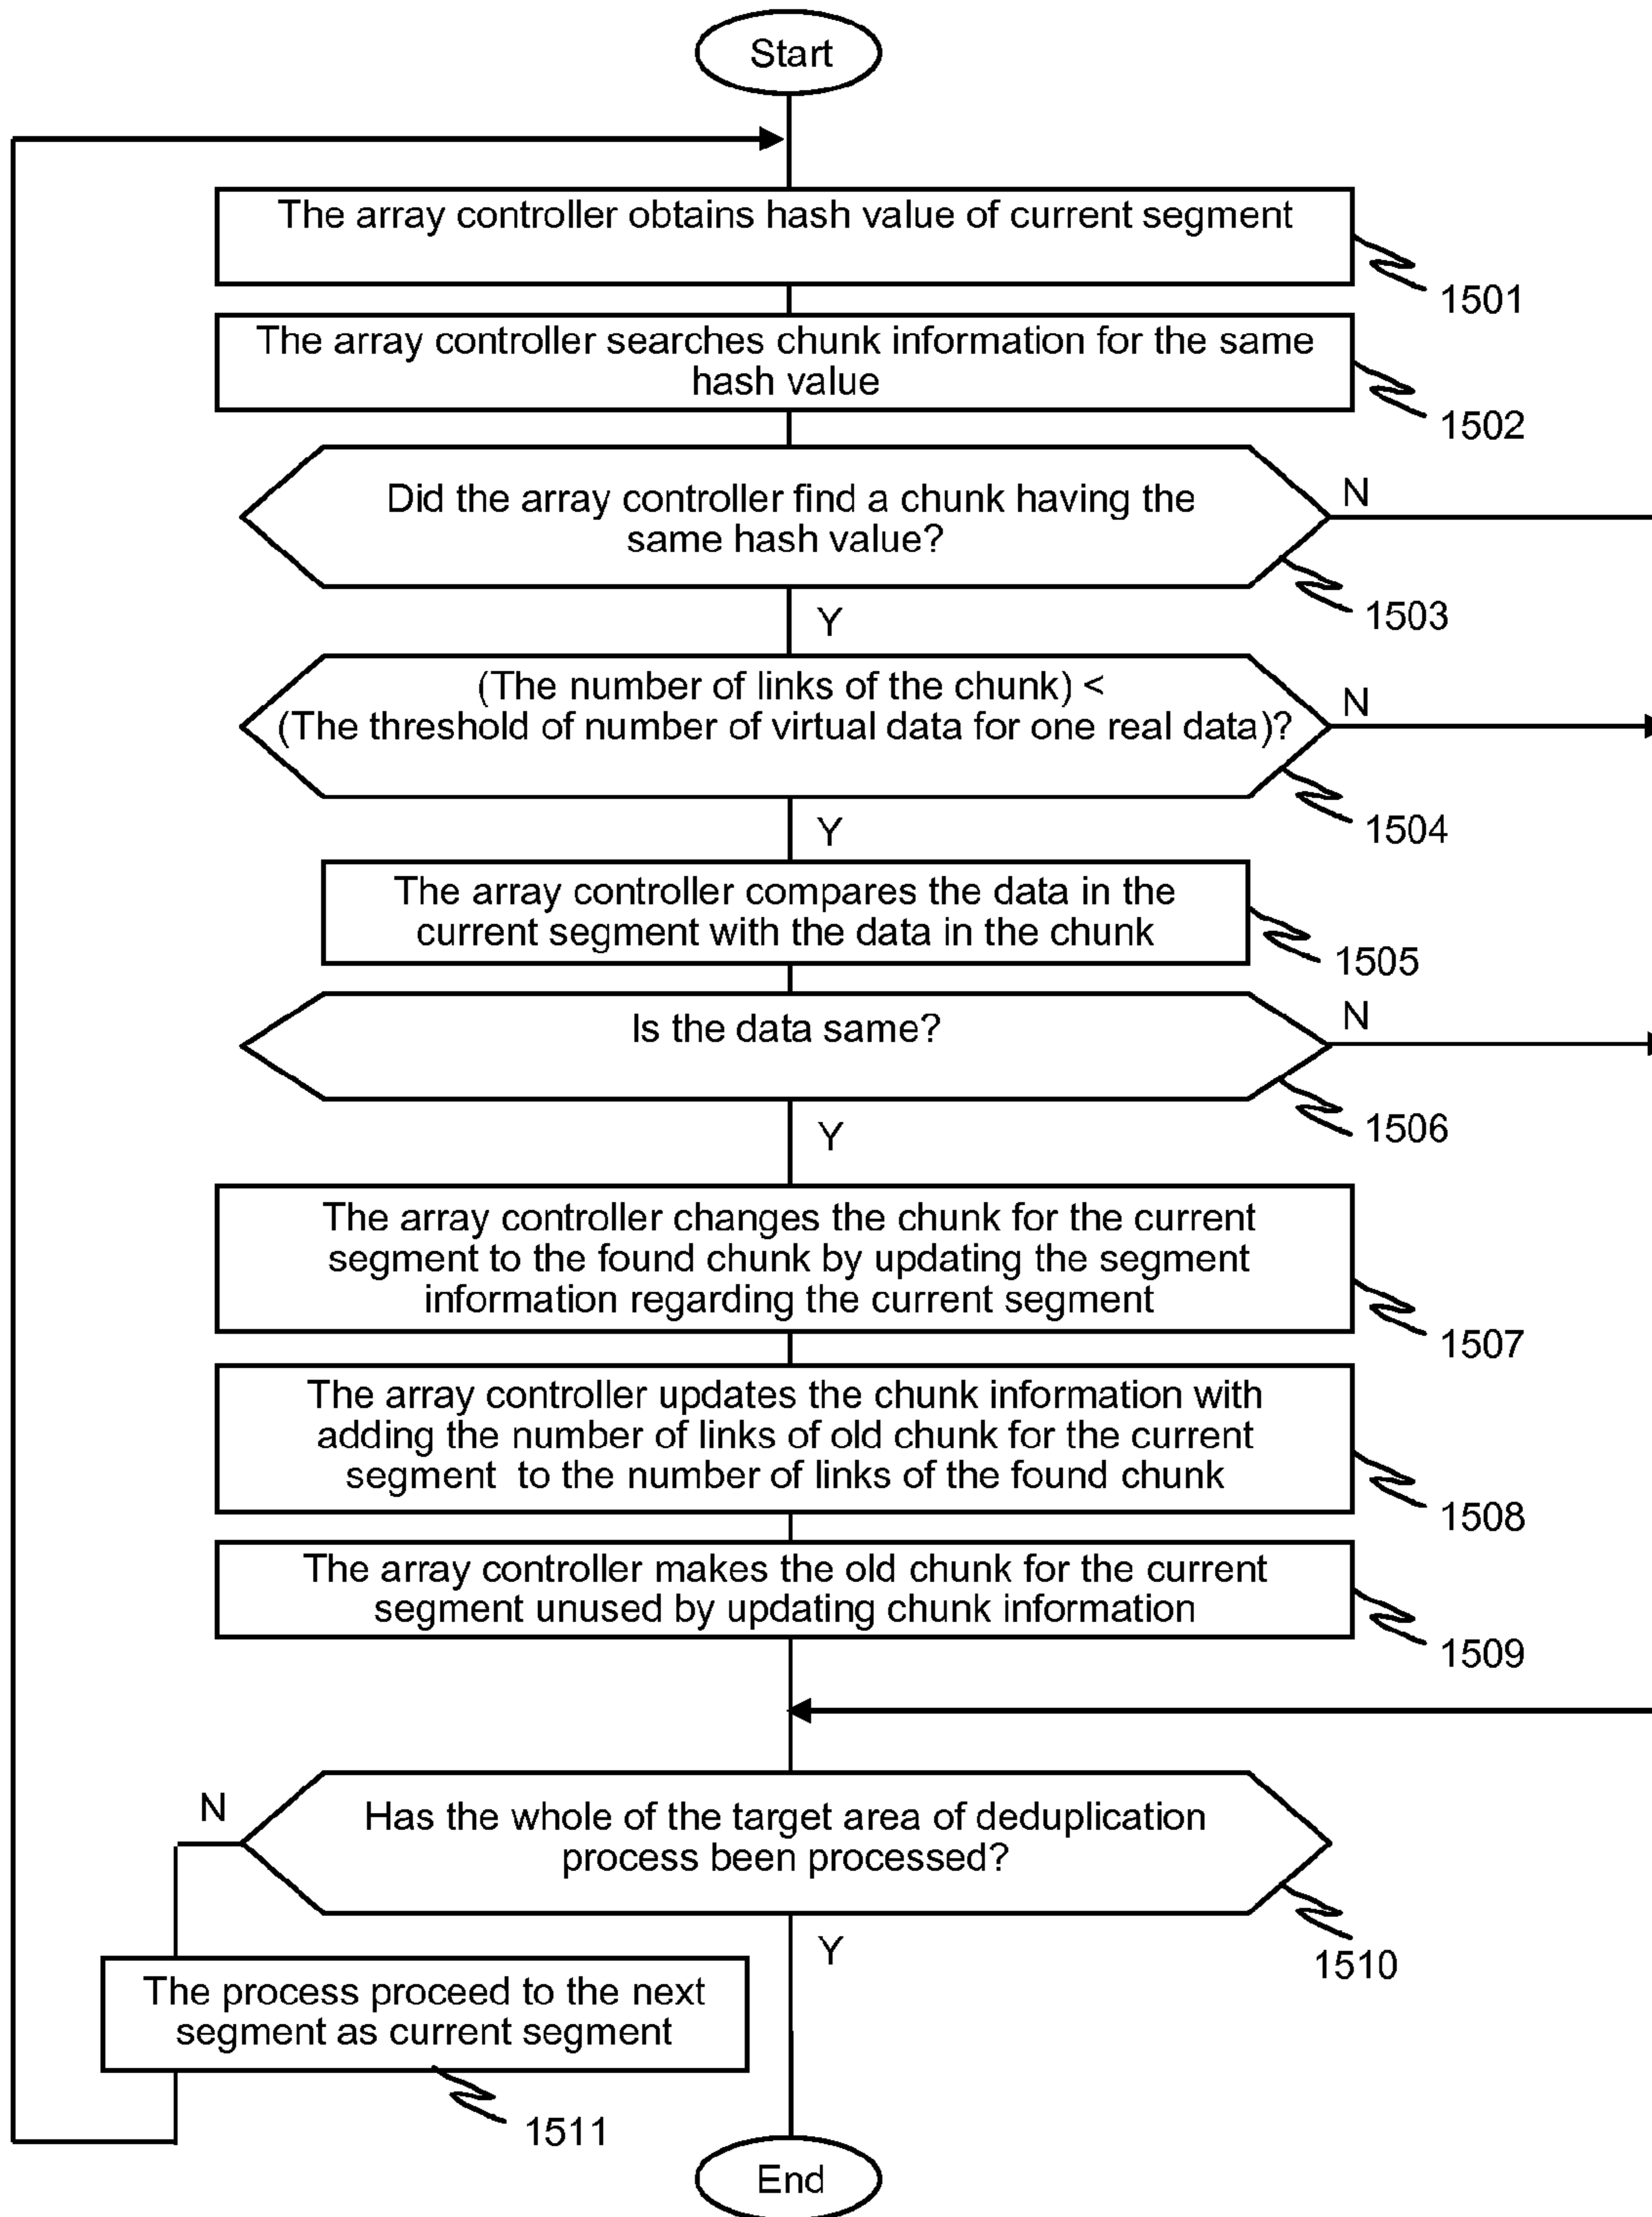 Start
The array controller obtains hash value of current segment
1501
The array controller searches chunk information for the same
hash value
1502
Did the array controller find a chunk having the
same hash value?
N
1503
Y
(The number of links of the chunk) <
(The threshold of number of virtual data for one real data)?
N
1504
Y
The array controller compares the data in the
current segment with the data in the chunk
1505
Is the data same?
N
1506
Y
The array controller changes the chunk for the current
segment to the found chunk by updating the segment
information regarding the current segment
1507
The array controller updates the chunk information with
adding the number of links of old chunk for the current
segment to the number of links of the found chunk
1508
The array controller makes the old chunk for the current
segment unused by updating chunk information
1509
N
Has the whole of the target area of deduplication
process been processed?
1510
Y
The process proceed to the next
segment as current segment
1511
End